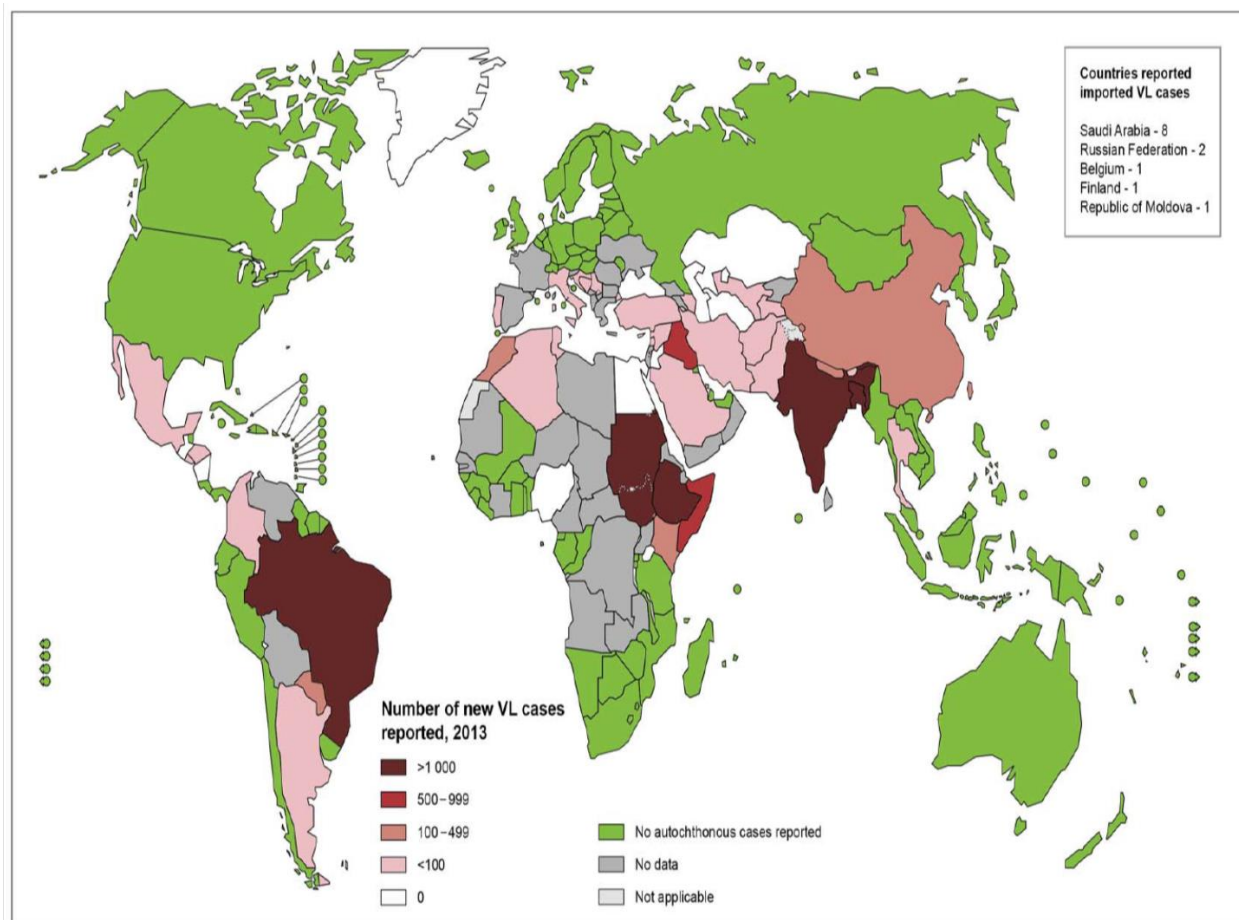 Countries reported
imported VL cases
Saudi Arabia - 8
Russian Federation - 2
Belgium - 1
Finland - 1
Republic of Moldova - 1
Number of new VL cases
reported, 2013
>1 000
500–999
100–499
<100
0
No autochthonous cases reported
No data
Not applicable